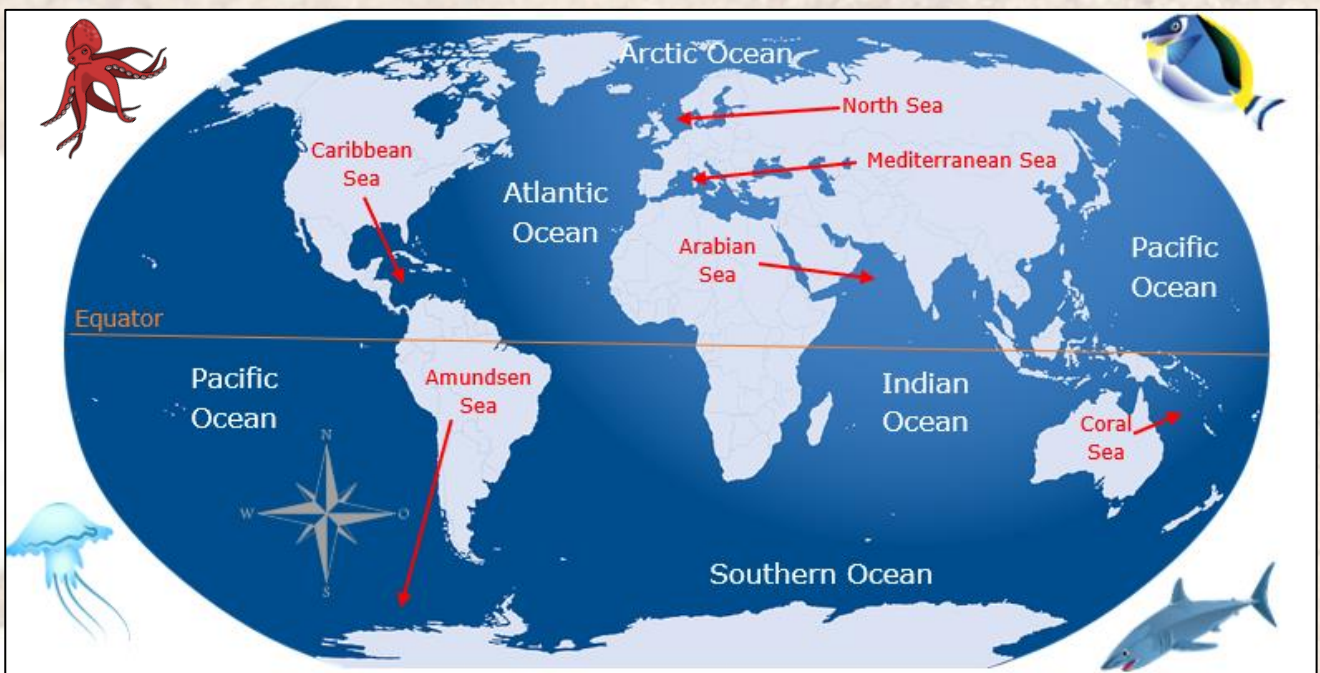 Arctic Ocean
North Sea
Caribbean
Sea
Mediterranean Sea
Atlantic
Ocean
Arabian
Sea
Pacific
Ocean
Equator
Pacific
Ocean
Amundsen
Sea
Indian
Ocean
Coral
Sea
N
W
O
S
Southern Ocean